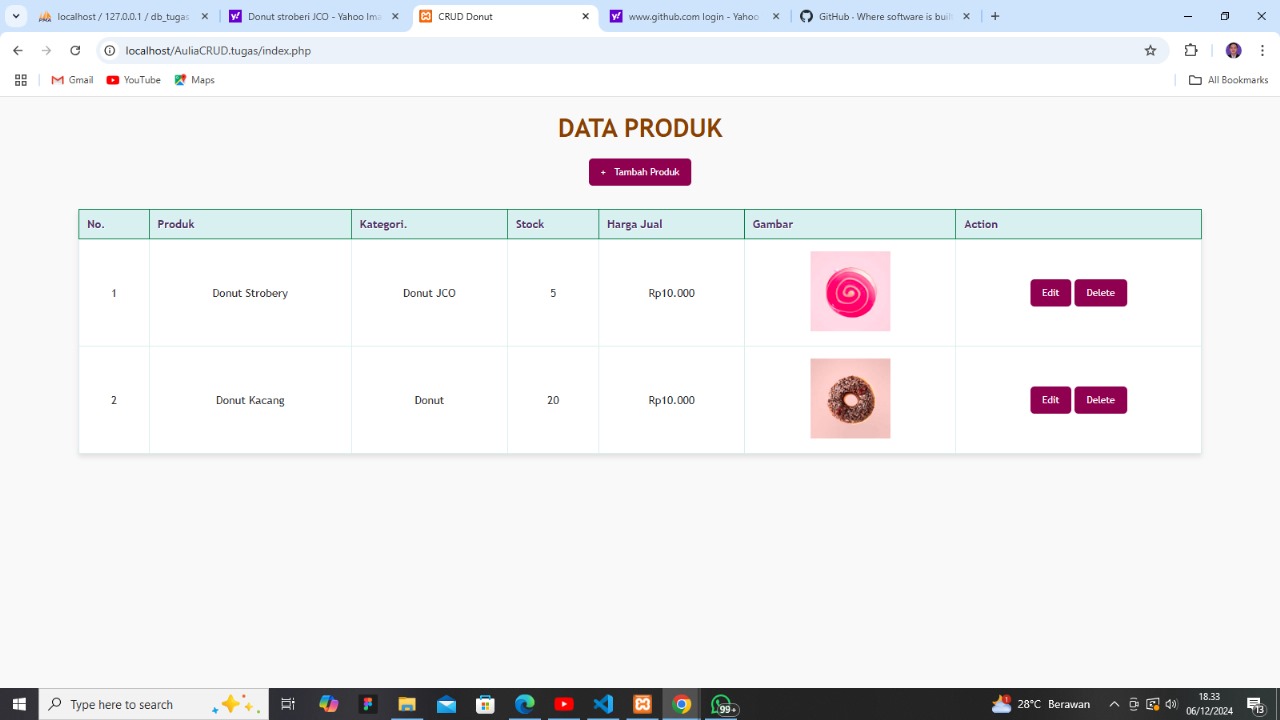 localhost / 127.0.0.1 / db_tugas
Donut stroberi JCO - Yahoo Ima
CRUD Donut
www.github.com login - Yahoo
GitHub - Where software is built
localhost/AuliaCRUD.tugas/index.php
Gmail YouTube Maps All Bookmarks
DATA PRODUK
+ Tambah Produk
No. Produk Kategori. Stock Harga Jual Gambar Action
1 Donut Strobery Donut JCO 5 Rp10.000 Edit Delete
2 Donut Kacang Donut 20 Rp10.000 Edit Delete
Type here to search
99+
28°C Berawan
18.33
06/12/2024
13